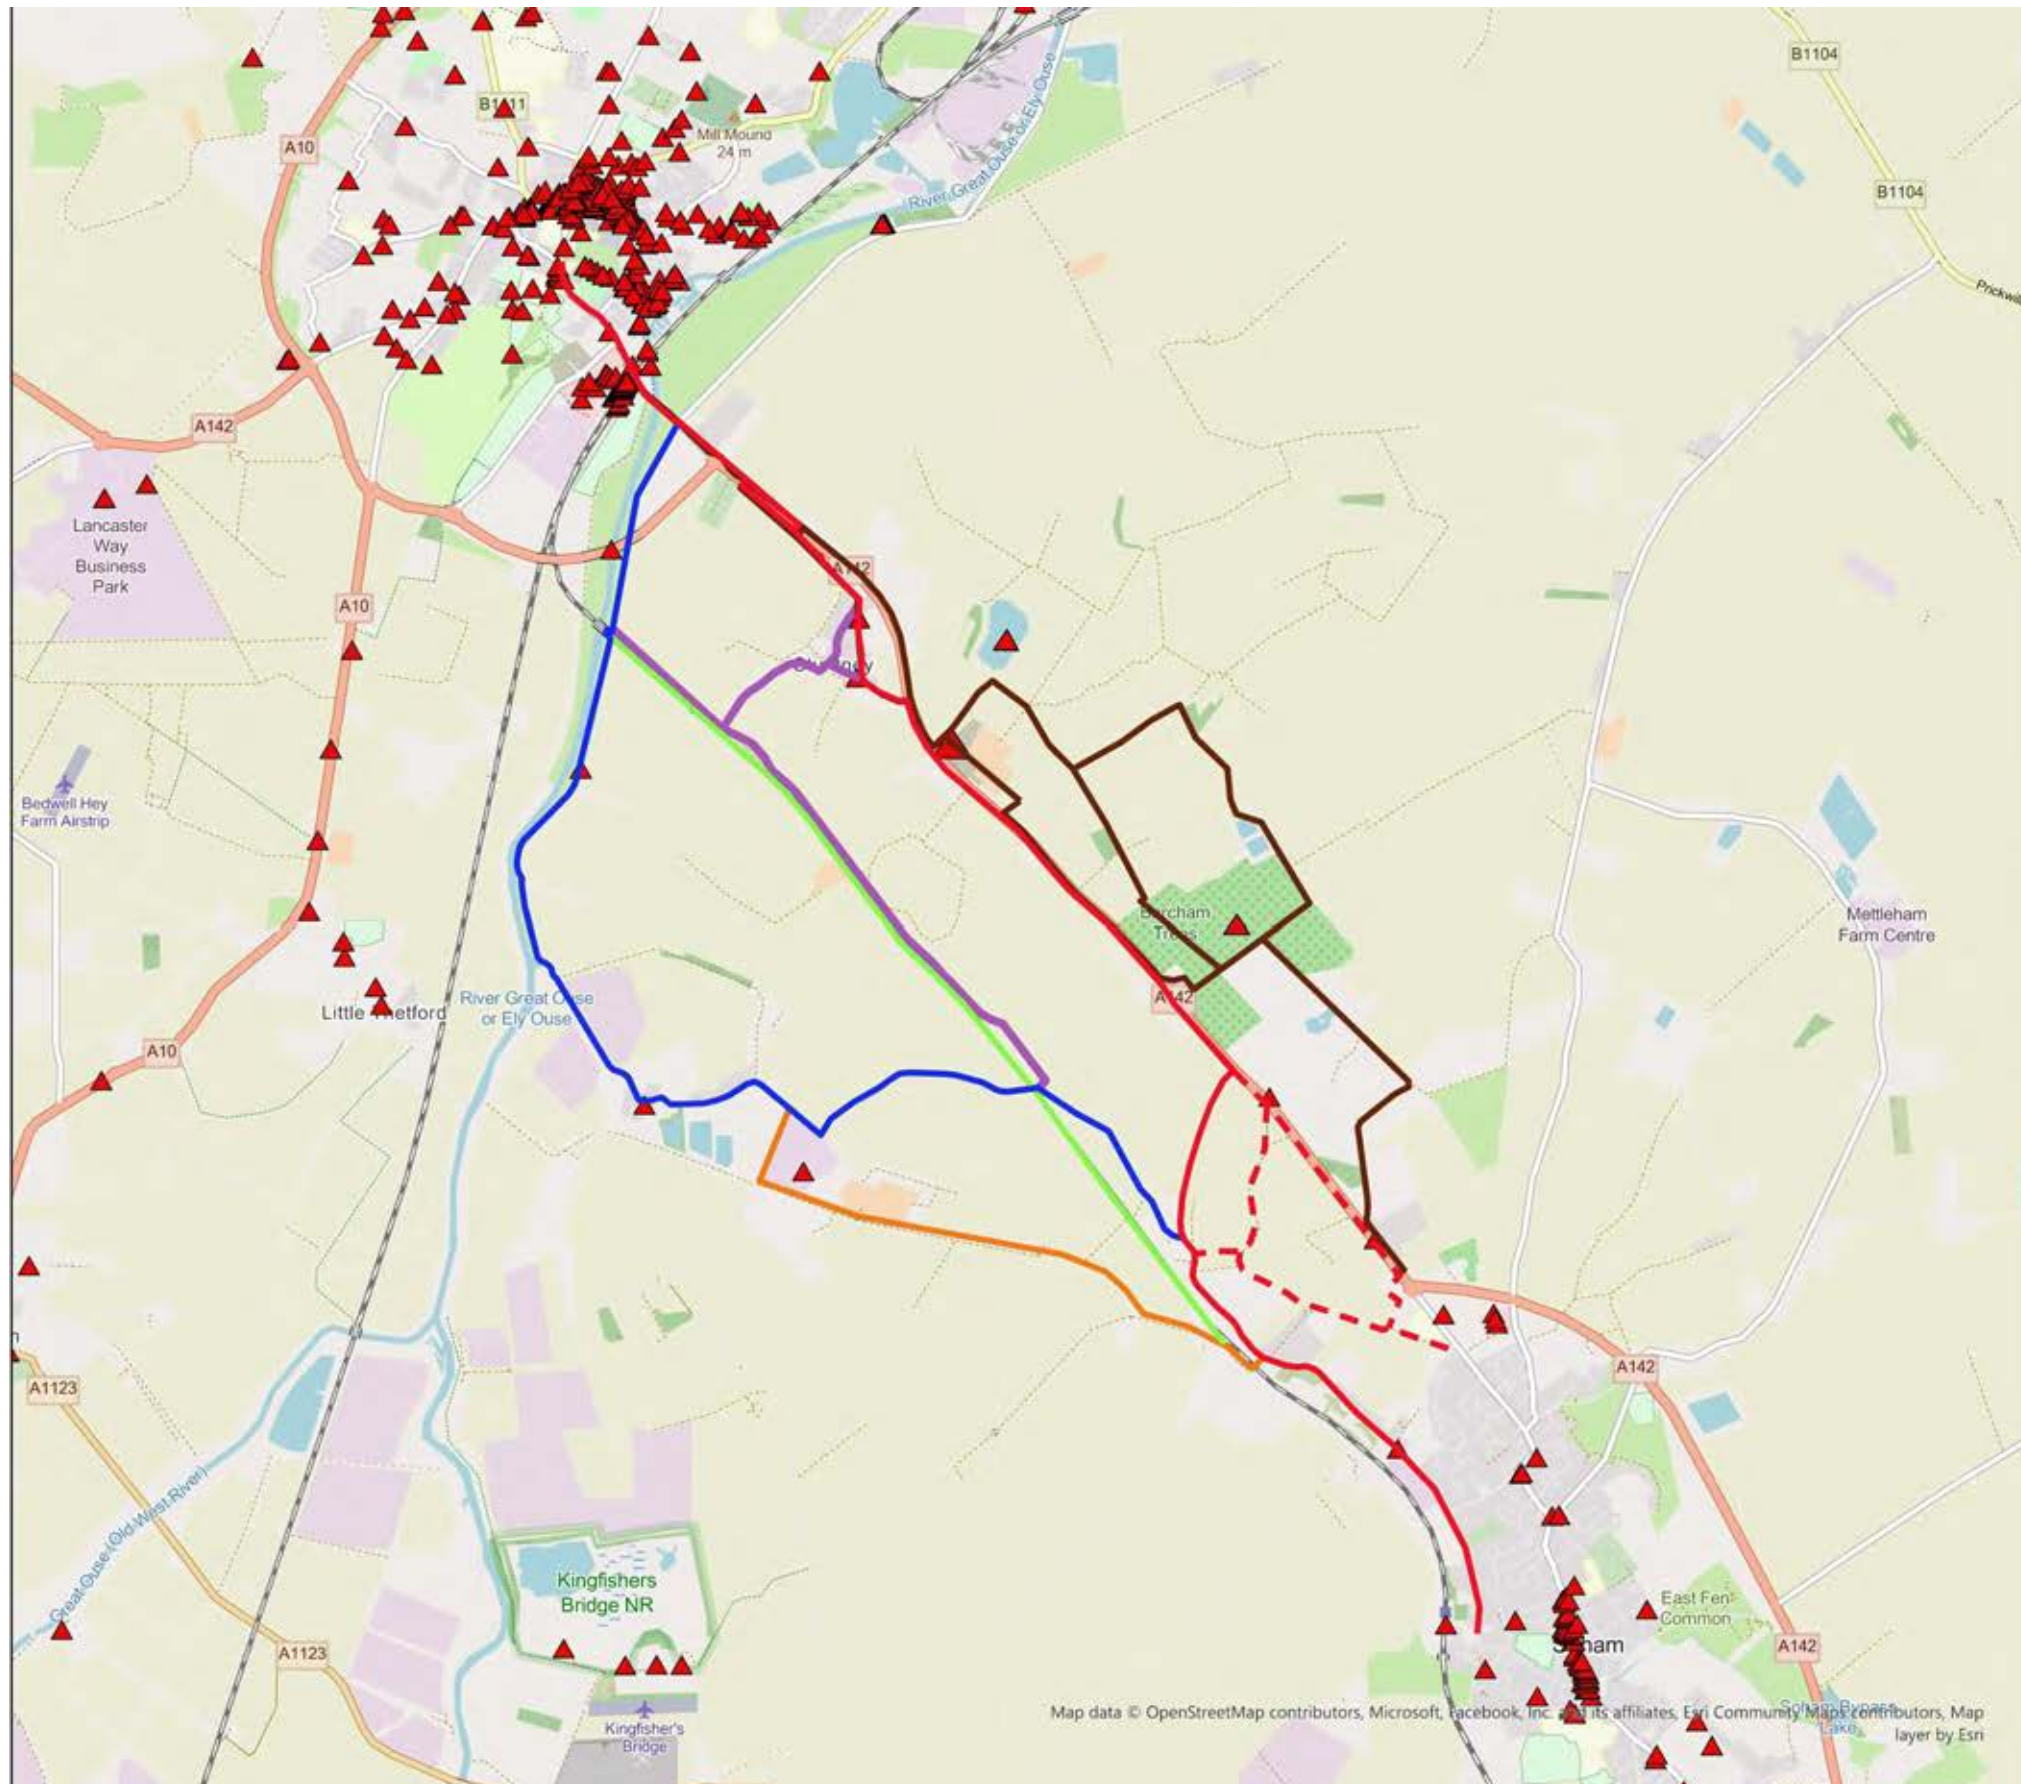 B1104
A10
Mill Mound
24 m
B1104
River Great Ouse or Ely Ouse
A142
Lancaster
Way
Business
Park
A10
A142
Bedwell Hey
Farm Airstrip
Trees
Mettleham
Farm Centre
A142
River Great Ouse
or Ely Ouse
Little Thetford
A10
A1123
A142
Great Ouse (Old West River)
Kingfishers
Bridge NR
East Fen
Common
A1123
A142
Kingfisher's
Bridge
Soham Bypass
Lake
Map data © OpenStreetMap contributors, Microsoft, Facebook, Inc. and its affiliates, Esri Community Maps contributors, Map
layer by Esri